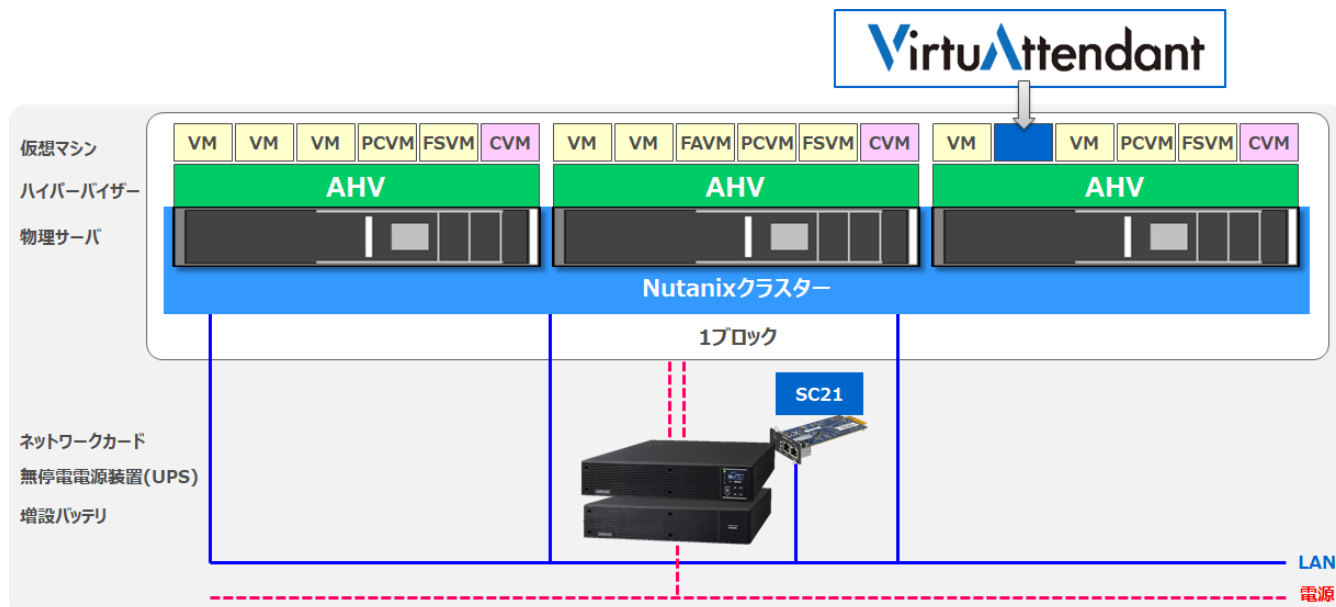 VirtuAttendant
仮想マシン
VM VM VM PCVM FSVM CVM VM VM FAVM PCVM FSVM CVM VM VM PCVM FSVM CVM
ハイパーバイザー
AHV AHV AHV
物理サーバ
Nutanixクラスター
1ブロック
SC21
ネットワークカード
無停電電源装置(UPS)
増設バッテリ
LAN
電源